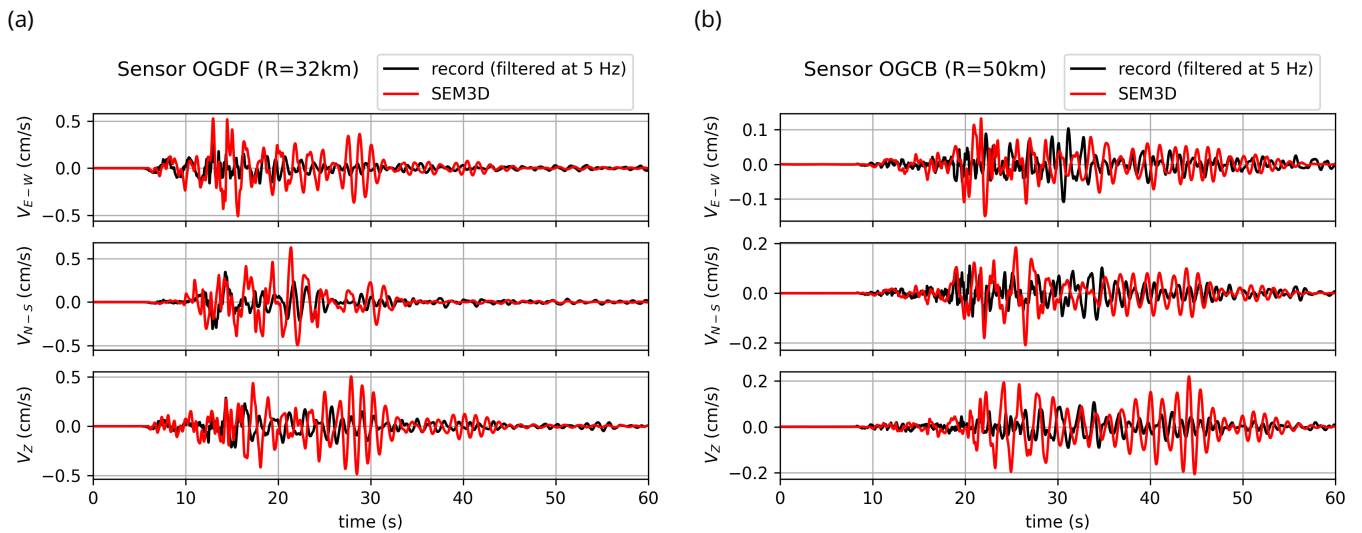 (a)
Sensor OGDF (R=32km)
record (filtered at 5 Hz)
SEM3D
V_{E-W} (cm/s)
0.5
0.0
−0.5
V_{N-S} (cm/s)
0.5
0.0
−0.5
V_Z (cm/s)
0.5
0.0
−0.5
0 10 20 30 40 50 60
time (s)
(b)
Sensor OGCB (R=50km)
record (filtered at 5 Hz)
SEM3D
V_{E-W} (cm/s)
0.1
0.0
−0.1
V_{N-S} (cm/s)
0.2
0.0
−0.2
V_Z (cm/s)
0.2
0.0
−0.2
0 10 20 30 40 50 60
time (s)